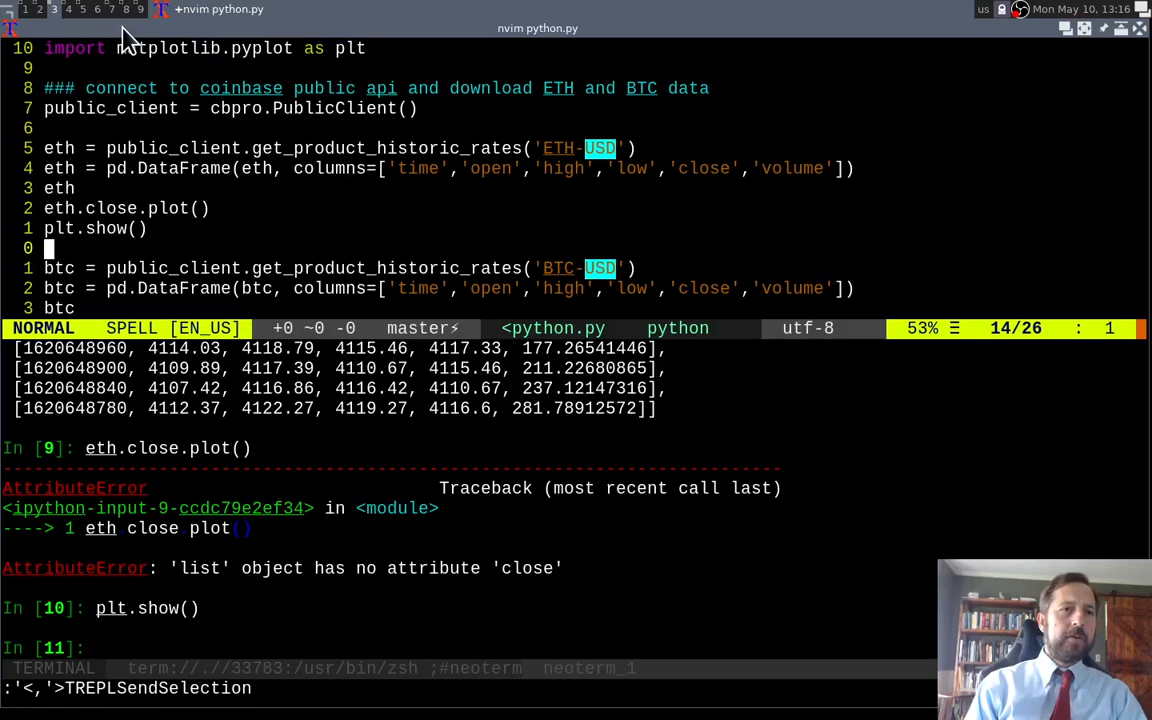 1 2 3 4 5 6 7 8 9 +nvim python.py us Mon May 10, 13:16
nvim python.py
10 import matplotlib.pyplot as plt
9
8 ### connect to coinbase public api and download ETH and BTC data
7 public_client = cbpro.PublicClient()
6
5 eth = public_client.get_product_historic_rates('ETH-USD')
4 eth = pd.DataFrame(eth, columns=['time','open','high','low','close','volume'])
3 eth
2 eth.close.plot()
1 plt.show()
0
1 btc = public_client.get_product_historic_rates('BTC-USD')
2 btc = pd.DataFrame(btc, columns=['time','open','high','low','close','volume'])
3 btc
NORMAL SPELL [EN_US] +0 ~0 -0 master⚡ <python.py python utf-8 53% ☰ 14/26 : 1
[1620648960, 4114.03, 4118.79, 4115.46, 4117.33, 177.26541446],
[1620648900, 4109.89, 4117.39, 4110.67, 4115.46, 211.22680865],
[1620648840, 4107.42, 4116.86, 4116.42, 4110.67, 237.12147316],
[1620648780, 4112.37, 4122.27, 4119.27, 4116.6, 281.78912572]]
In [9]: eth.close.plot()
---------------------------------------------------------------------------
AttributeError Traceback (most recent call last)
<ipython-input-9-ccdc79e2ef34> in <module>
----> 1 eth.close.plot()
AttributeError: 'list' object has no attribute 'close'
In [10]: plt.show()
In [11]:
TERMINAL term://.//33783:/usr/bin/zsh ;#neoterm neoterm_1
:'<,'>TREPLSendSelection